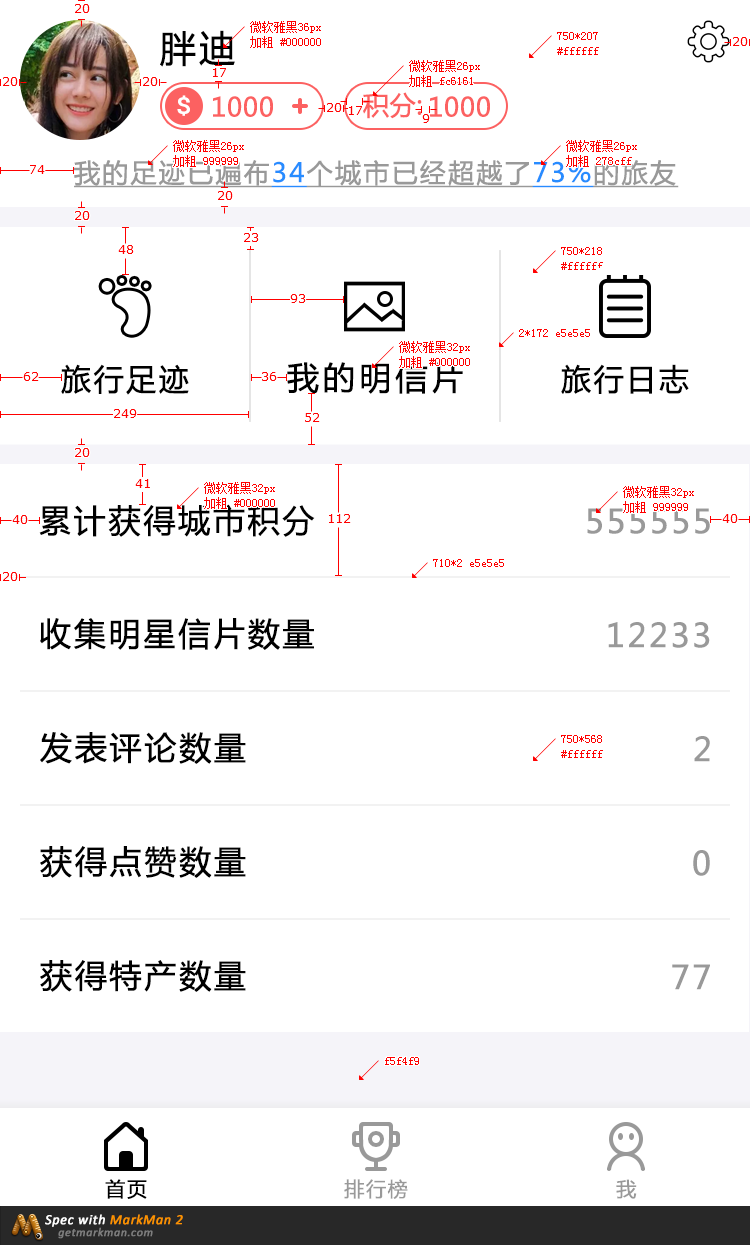 20
微软雅黑36px
加粗 #000000
750*207
#ffffff
胖迪
20
17
微软雅黑26px
加粗 fc6161
20
20
$ 1000 +
20
17
积分:1000
9
微软雅黑26px
加粗 999999
微软雅黑26px
加粗 278cff
74
我的足迹已遍布34个城市已经超越了73%的旅友
20
20
23
48
750*218
#ffffff
93
2*172 e5e5e5
微软雅黑32px
加粗 #000000
62
旅行足迹
36
我的明信片
旅行日志
249
52
20
41
微软雅黑32px
加粗 #000000
微软雅黑32px
加粗 999999
40
累计获得城市积分
112
555555
40
710*2 e5e5e5
20
收集明星信片数量
12233
750*568
#ffffff
发表评论数量
2
获得点赞数量
0
获得特产数量
77
f5f4f9
首页
排行榜
我
Spec with MarkMan 2
getmarkman.com